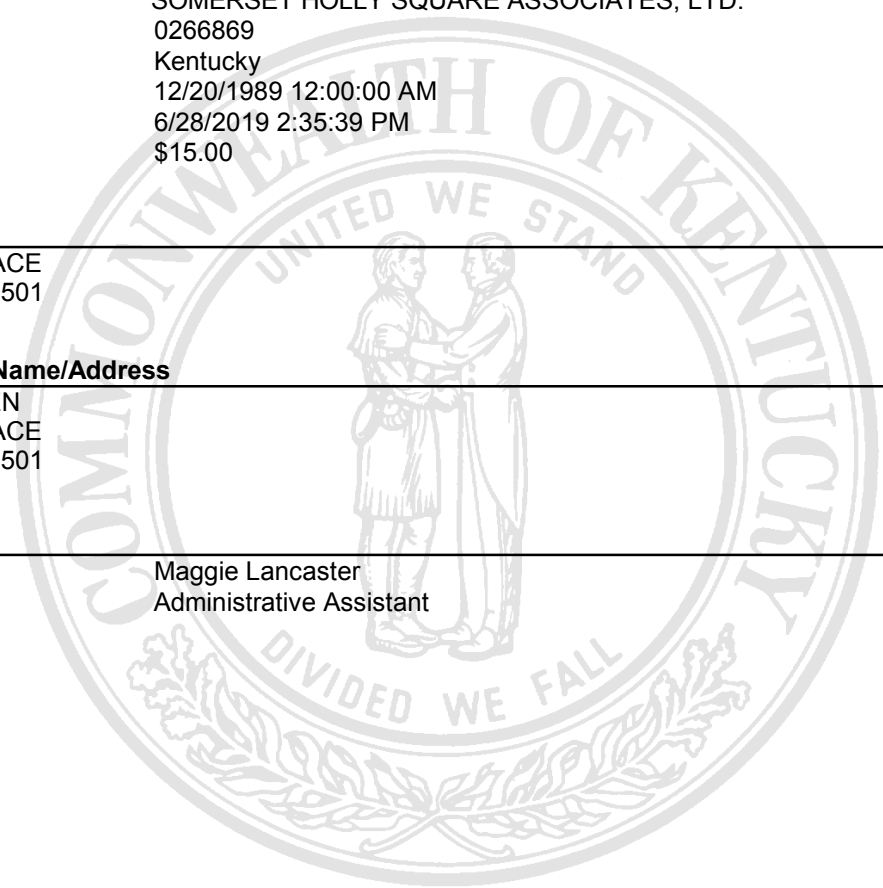 SOMERSET HOLLY SQUARE ASSOCIATES, LTD.
0266869
Kentucky
12/20/1989 12:00:00 AM
6/28/2019 2:35:39 PM
$15.00
COMMONWEALTH OF KENTUCKY
UNITED WE STAND
ACE
501
Name/Address
N
ACE
501
Maggie Lancaster
Administrative Assistant
DIVIDED WE FALL